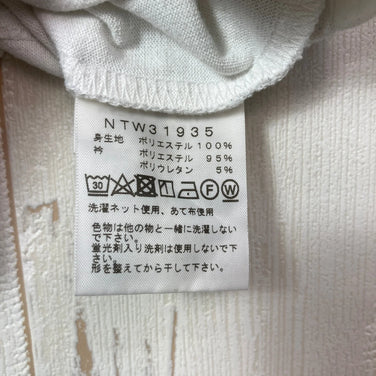 NTW31935
身生地 ポリエステル 100%
衿 ポリエステル 95%
ポリウレタン 5%
30 F W
洗濯ネット使用、あて布使用
色物は他の物と一緒に洗濯しない
で下さい。
蛍光剤入り洗剤は使用しないで下
さい。
形を整えてから干して下さい。